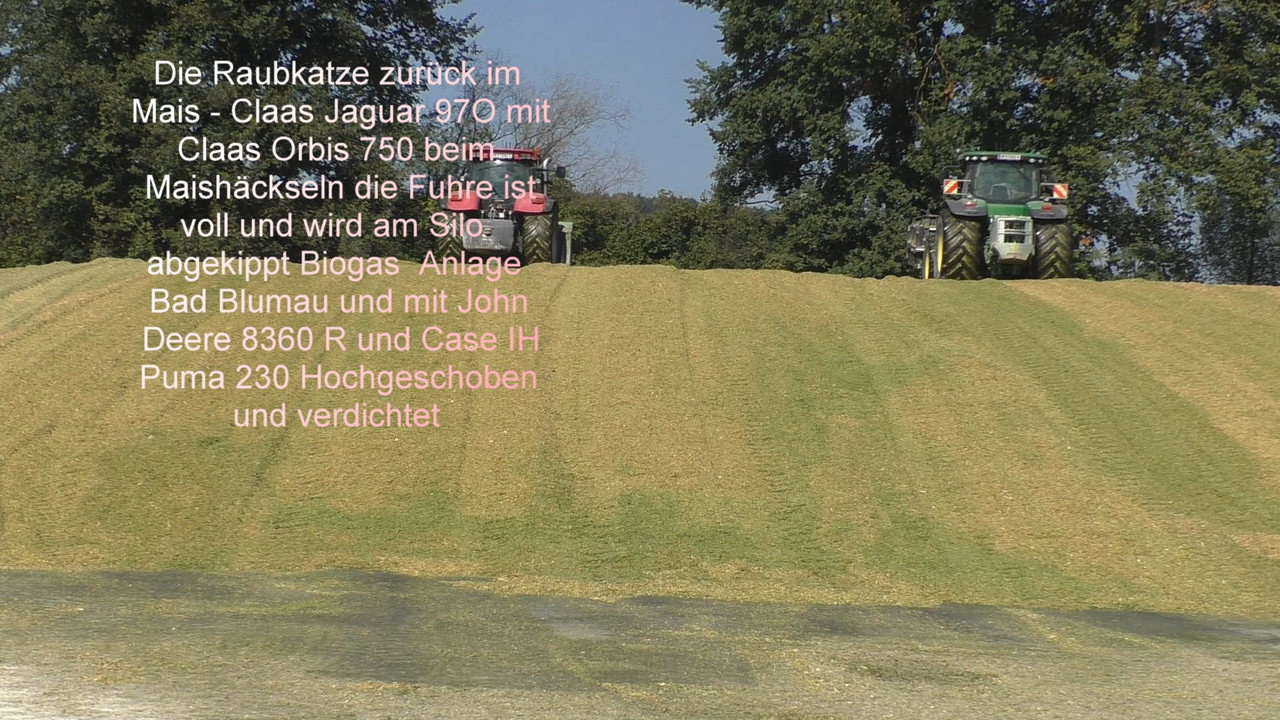 Die Raubkatze zurück im
Mais - Claas Jaguar 97O mit
Claas Orbis 750 beim
Maishäckseln die Fuhre ist
voll und wird am Silo
abgekippt Biogas  Anlage
Bad Blumau und mit John
Deere 8360 R und Case IH
Puma 230 Hochgeschoben
und verdichtet